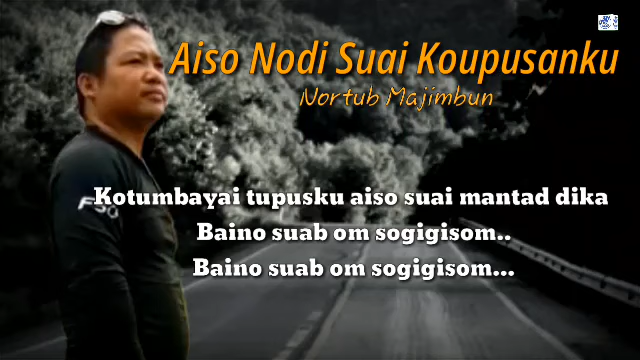 Aiso Nodi Suai Koupusanku
Nortub Majimbun
Kotumbayai tupusku aiso suai mantad dika
Baino suab om sogigisom..
Baino suab om sogigisom...